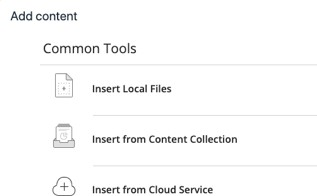 Add content
Common Tools
Insert Local Files
Insert from Content Collection
Insert from Cloud Service